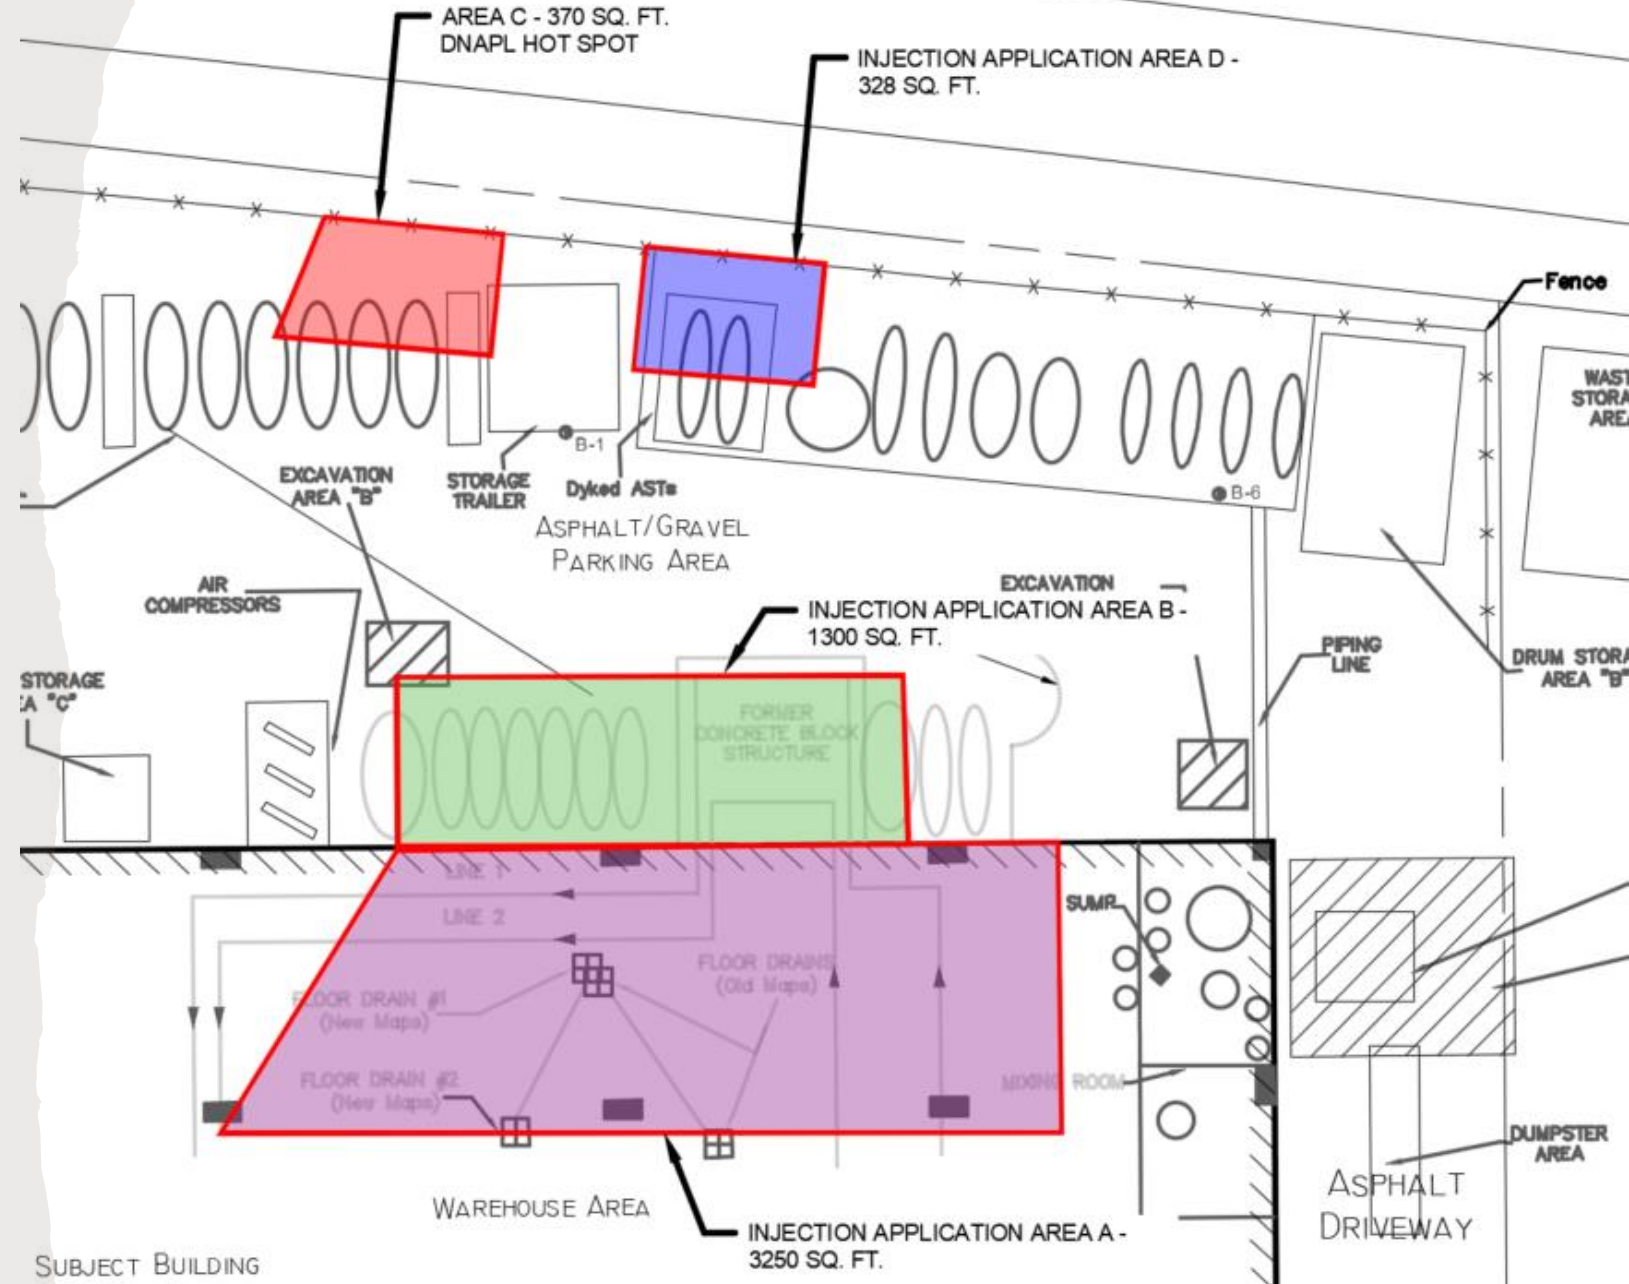 AREA C - 370 SQ. FT.
DNAPL HOT SPOT
INJECTION APPLICATION AREA D -
328 SQ. FT.
Fence
B-1
EXCAVATION
AREA "B"
STORAGE
TRAILER
Dyked ASTs
B-6
ASPHALT/GRAVEL
PARKING AREA
AIR
COMPRESSORS
EXCAVATION
INJECTION APPLICATION AREA B -
1300 SQ. FT.
PIPING
LINE
AREA "B"
STORAGE
"C"
FORMER
CONCRETE BLOCK
STRUCTURE
LINE 1
LINE 2
SUMP
FLOOR DRAINS
(Old Maps)
FLOOR DRAIN #1
(New Maps)
FLOOR DRAIN #2
(New Maps)
MIXING ROOM
DUMPSTER
AREA
WAREHOUSE AREA
ASPHALT
DRIVEWAY
INJECTION APPLICATION AREA A -
3250 SQ. FT.
SUBJECT BUILDING